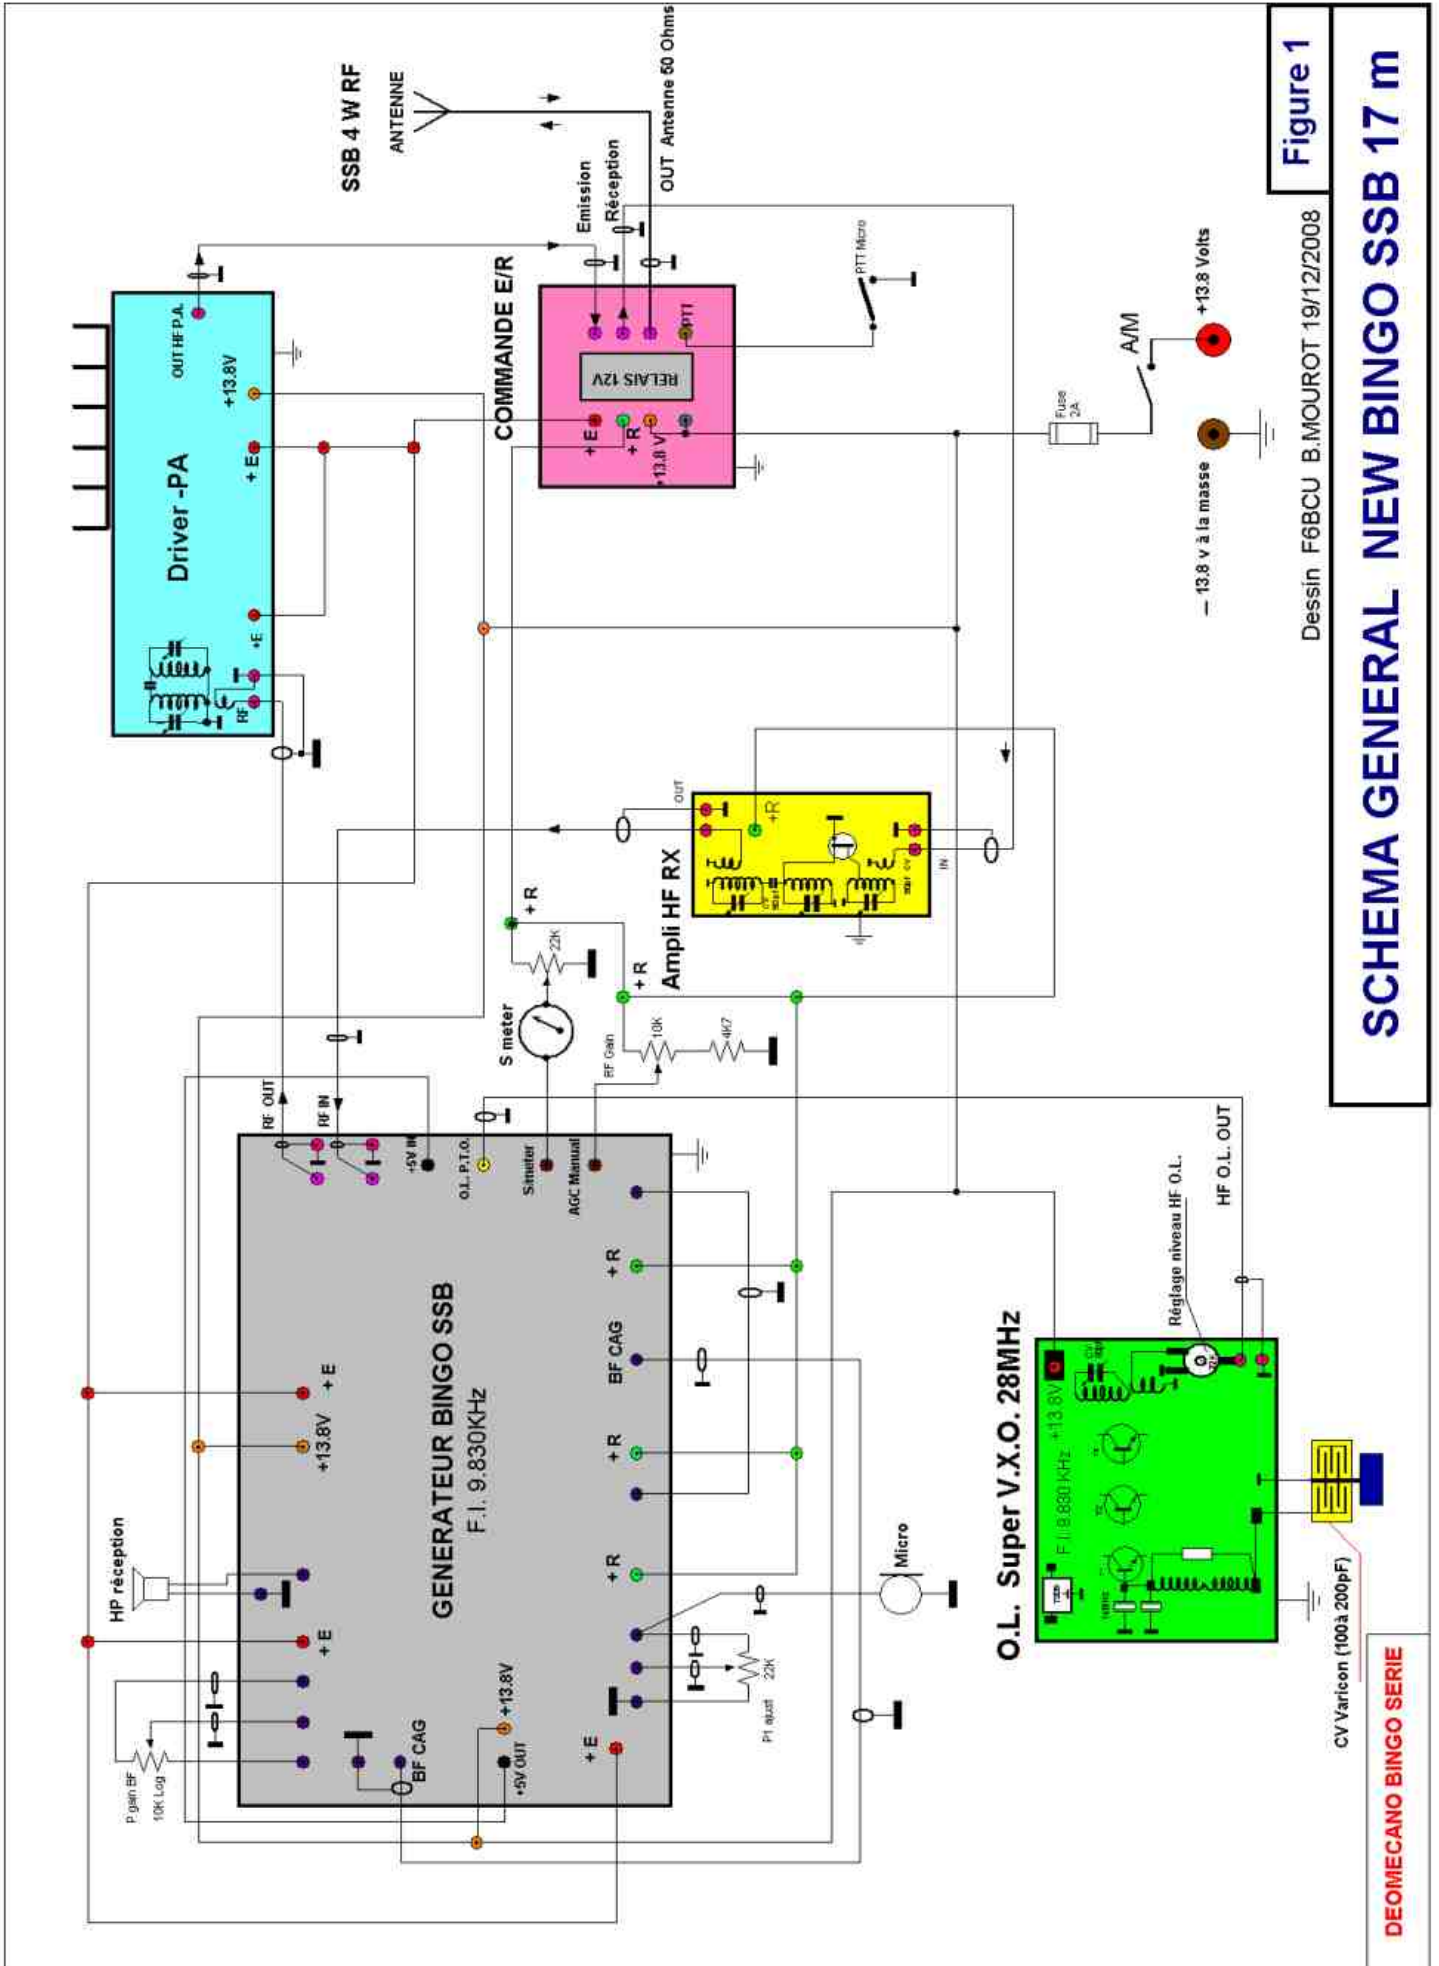 SCHEMA GENERAL NEW BINGO SSB 17 m
Figure 1
Dessin F6BCU B.MOUROT 19/12/2008
DEOMECANO BINGO SERIE
SSB 4 W RF
ANTENNE
OUT Antenne 50 Ohms
Emission
Réception
OUT HF P.A.
+13.8V
+ E
Driver -PA
+E
RF
COMMANDE E/R
RELAIS 12V
+ E
+ R
+13.8 V
PTT
PTT Micro
Fuse
2A
A/M
+13.8 Volts
— 13.8 v à la masse
Ampli HF RX
OUT
+R
IN
+ R
22K
S meter
+ R
RF Gain
10K
4K7
RF OUT
RF IN
+5V IN
O.L. P.T.O.
Smeter
AGC Manual
GENERATEUR BINGO SSB
F.I. 9.830KHz
+ E
+13.8V
+ E
HP réception
P gain BF
10K Log
BF CAG
+5V OUT
+13.8V
+ E
+ R
BF CAG
+ R
+ R
P1 ajust
22K
Micro
O.L. Super V.X.O. 28MHz
F.I. 9.830 KHz
+13.8V
Réglage niveau HF O.L.
HF O.L. OUT
CV Varicon (100à 200pF)